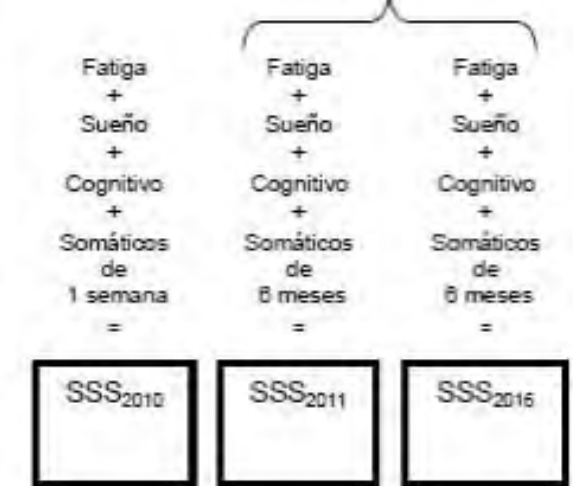 Fatiga
+
Sueño
+
Cognitivo
+
Somáticos
de
1 semana
=
SSS2010
Fatiga
+
Sueño
+
Cognitivo
+
Somáticos
de
6 meses
=
SSS2011
Fatiga
+
Sueño
+
Cognitivo
+
Somáticos
de
6 meses
=
SSS2016